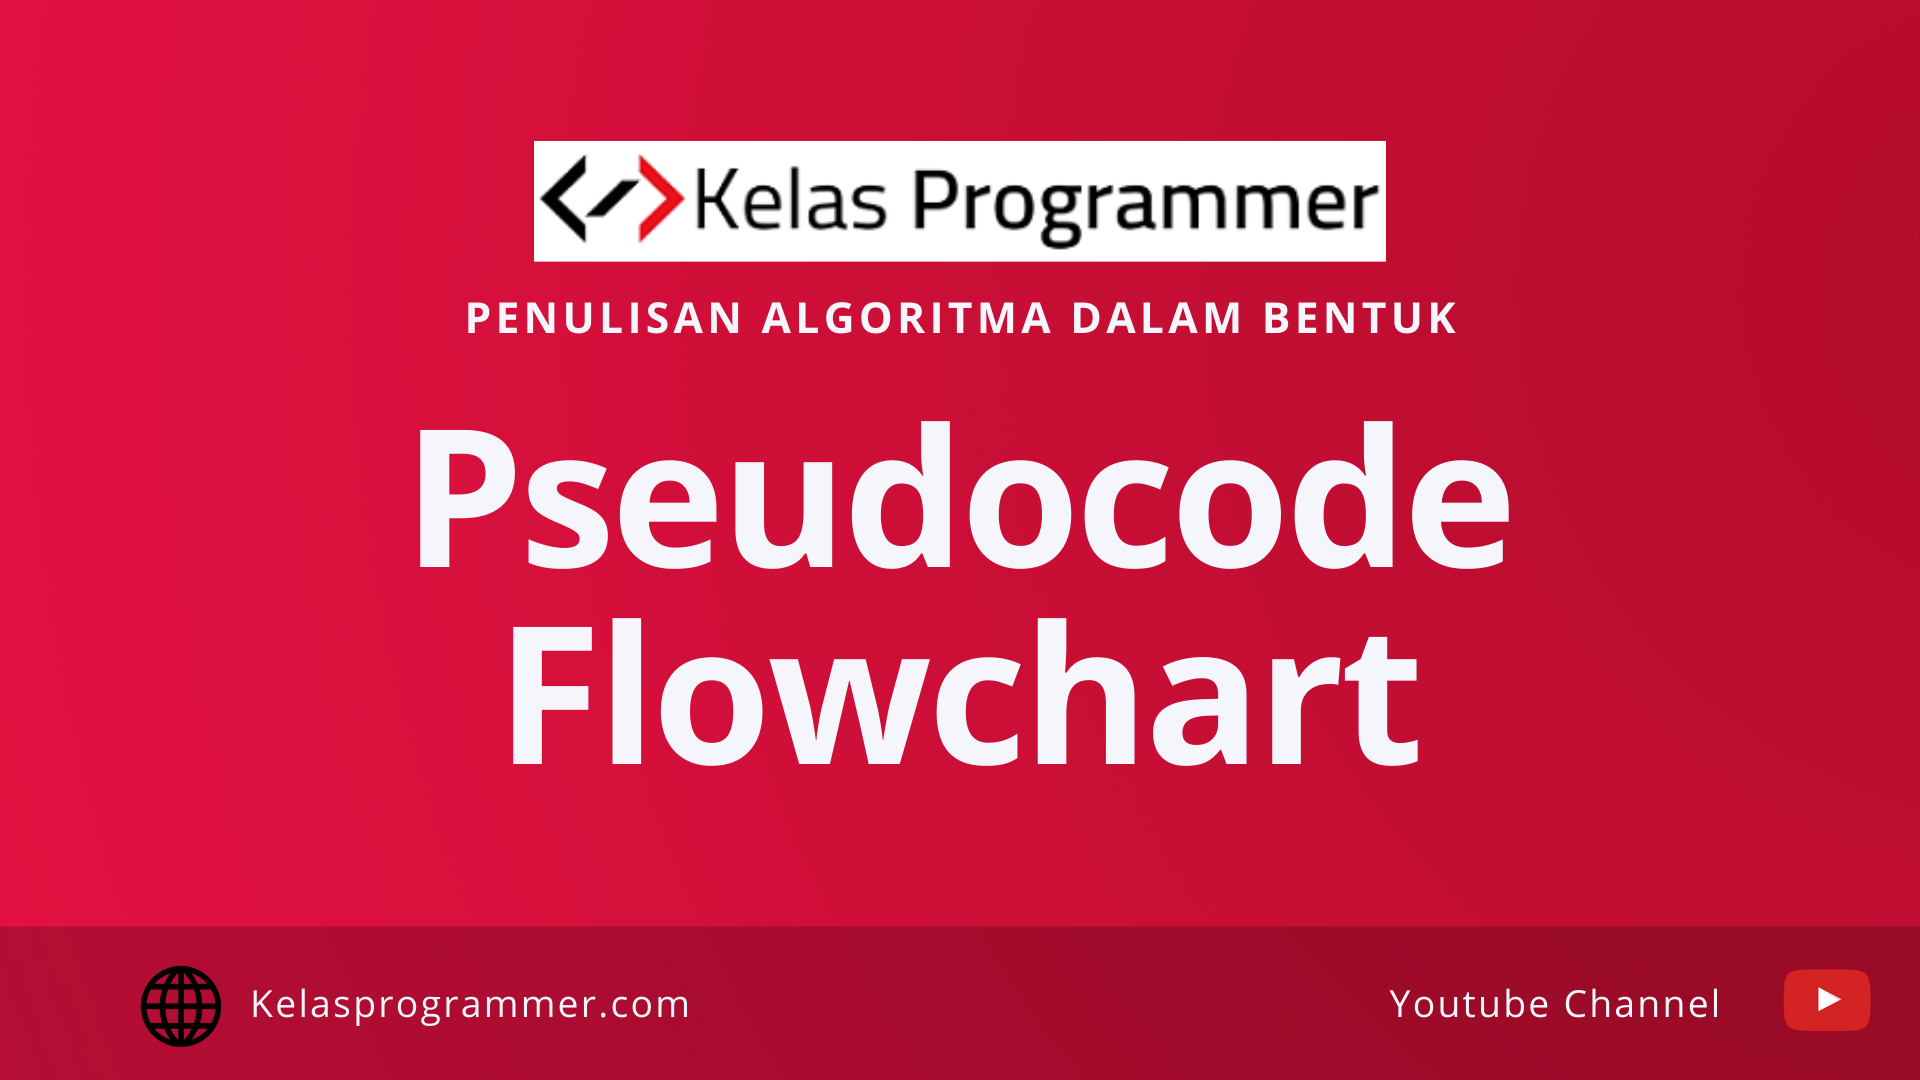 Kelas Programmer
PENULISAN ALGORITMA DALAM BENTUK
Pseudocode
Flowchart
Kelasprogrammer.com
Youtube Channel